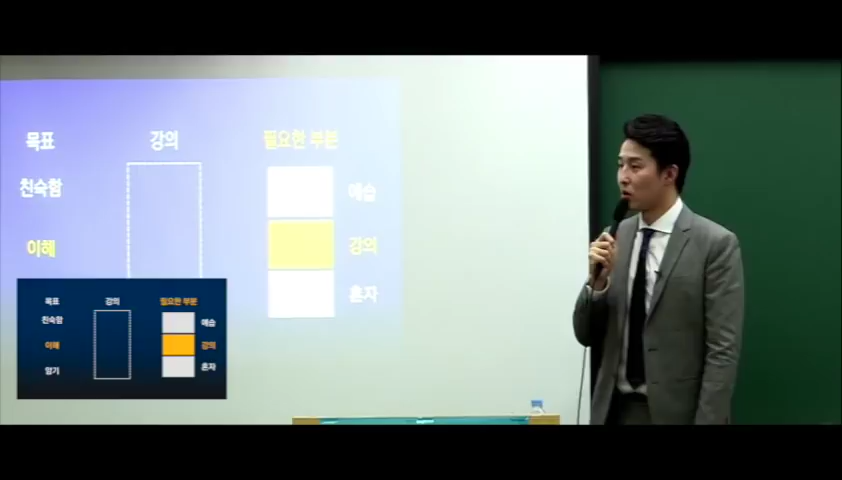 목표 강의 필요한 부분
친숙함 예습
이해 강의
혼자
목표 강의 필요한 부분
친숙함 예습
이해 강의
암기 혼자